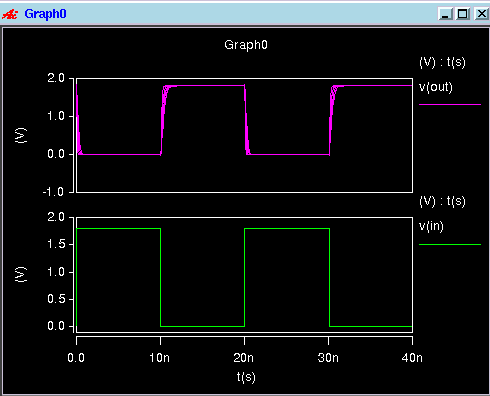 Graph0
Graph0
(V) : t(s)
v(out)
2.0
1.0
0.0
-1.0
(V)
(V) : t(s)
v(in)
2.0
1.5
1.0
0.5
0.0
(V)
0.0 10n 20n 30n 40n
t(s)